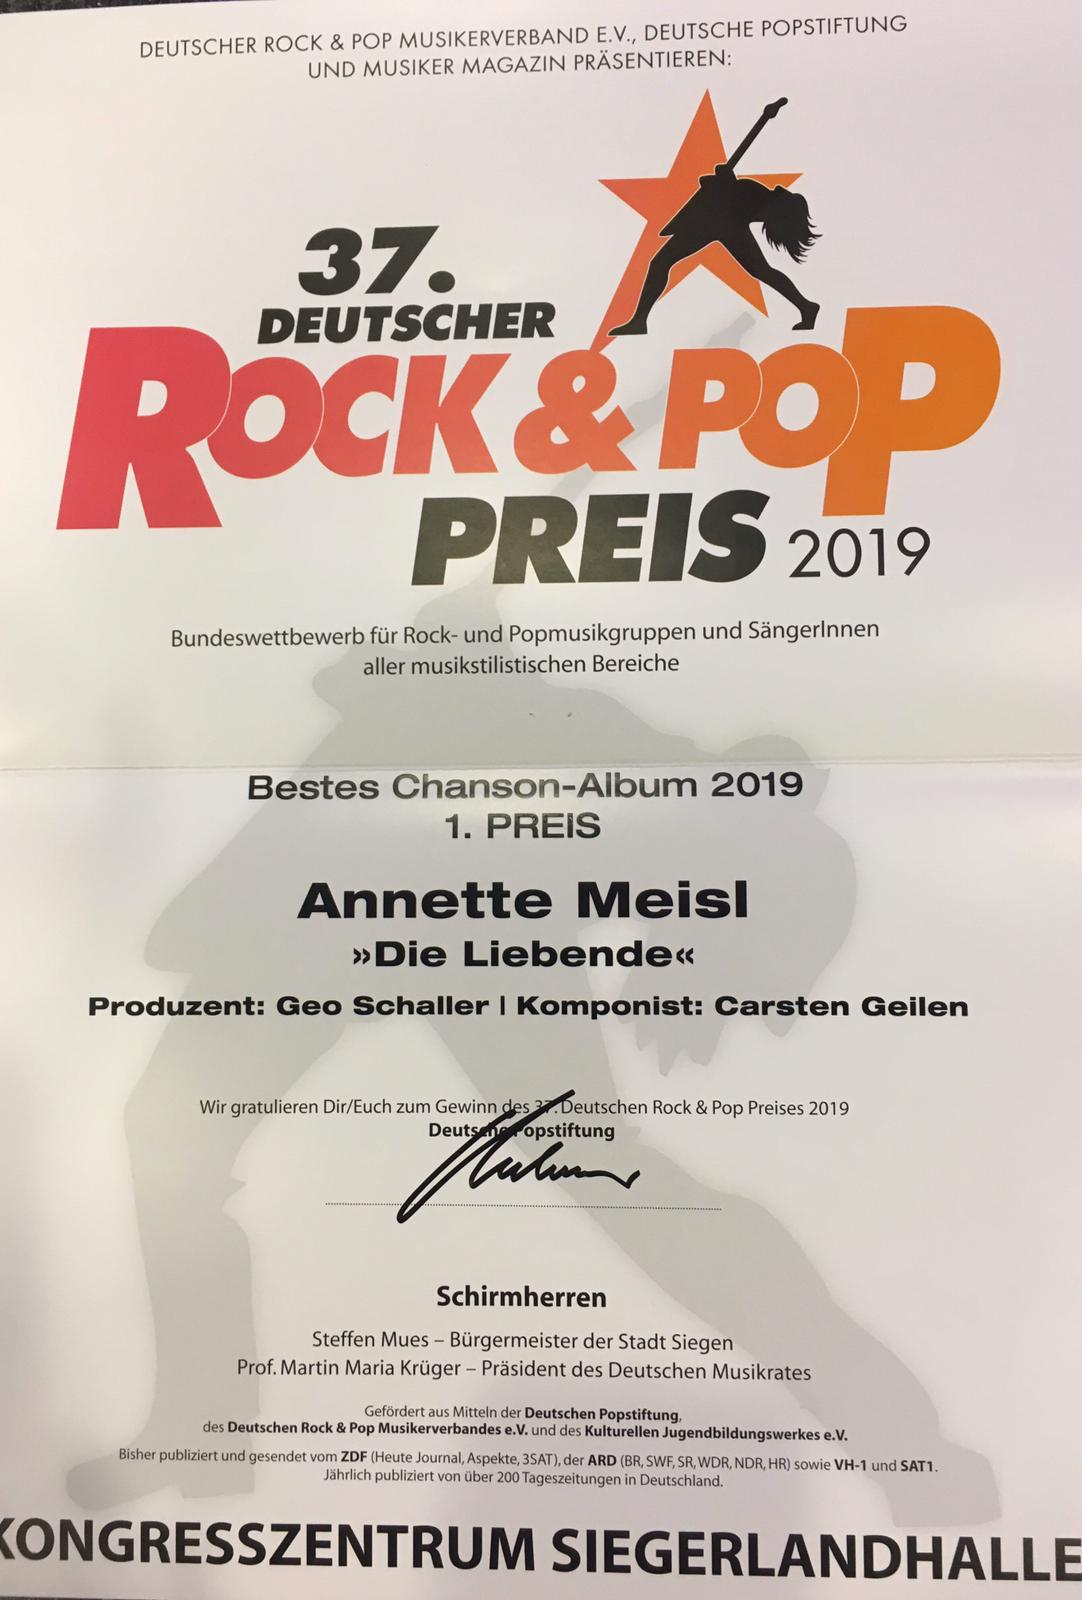 DEUTSCHER ROCK & POP MUSIKERVERBAND E.V., DEUTSCHE POPSTIFTUNG
UND MUSIKER MAGAZIN PRÄSENTIEREN:
37.
DEUTSCHER
ROCK & POP
PREIS 2019
Bundeswettbewerb für Rock- und Popmusikgruppen und SängerInnen
aller musikstilistischen Bereiche
Bestes Chanson-Album 2019
1. PREIS
Annette Meisl
»Die Liebende«
Produzent: Geo Schaller | Komponist: Carsten Geilen
Wir gratulieren Dir/Euch zum Gewinn des 37. Deutschen Rock & Pop Preises 2019
Deutsche Popstiftung
Schirmherren
Steffen Mues – Bürgermeister der Stadt Siegen
Prof. Martin Maria Krüger – Präsident des Deutschen Musikrates
Gefördert aus Mitteln der Deutschen Popstiftung,
des Deutschen Rock & Pop Musikerverbandes e.V. und des Kulturellen Jugendbildungswerkes e.V.
Bisher publiziert und gesendet vom ZDF (Heute Journal, Aspekte, 3SAT), der ARD (BR, SWF, SR, WDR, NDR, HR) sowie VH-1 und SAT1.
Jährlich publiziert von über 200 Tageszeitungen in Deutschland.
KONGRESSZENTRUM SIEGERLANDHALLE